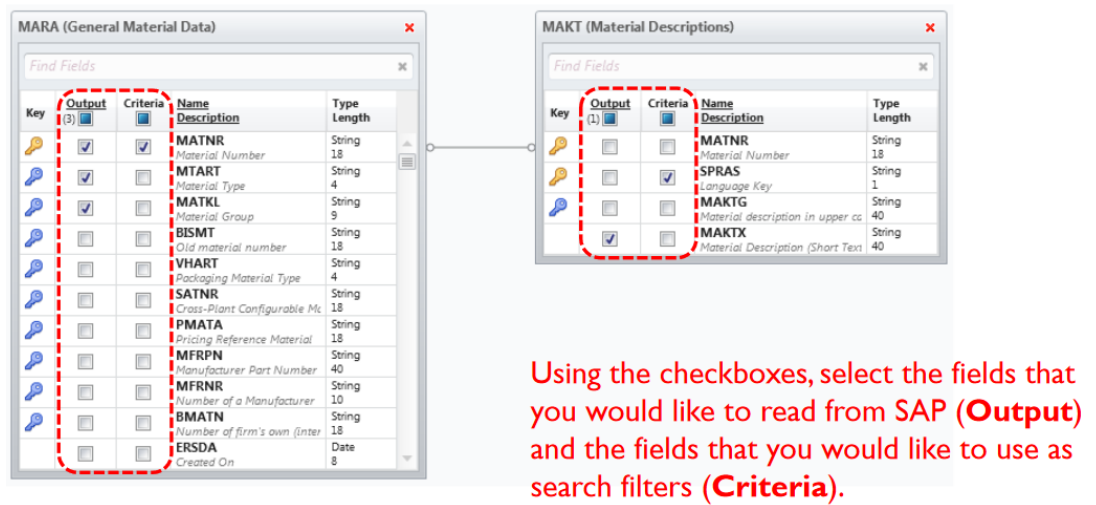 MARA (General Material Data)
Find Fields
Key Output (3) Criteria Name Description Type Length
MATNR String
Material Number 18
MTART String
Material Type 4
MATKL String
Material Group 9
BISMT String
Old material number 18
VHART String
Packaging Material Type 4
SATNR String
Cross-Plant Configurable Mc 18
PMATA String
Pricing Reference Material 18
MFRPN String
Manufacturer Part Number 40
MFRNR String
Number of a Manufacturer 10
BMATN String
Number of firm's own (inter 18
ERSDA Date
Created On 8
MAKT (Material Descriptions)
Find Fields
Key Output (1) Criteria Name Description Type Length
MATNR String
Material Number 18
SPRAS String
Language Key 1
MAKTG String
Material description in upper cc 40
MAKTX String
Material Description (Short Text 40
Using the checkboxes, select the fields that
you would like to read from SAP (Output)
and the fields that you would like to use as
search filters (Criteria).